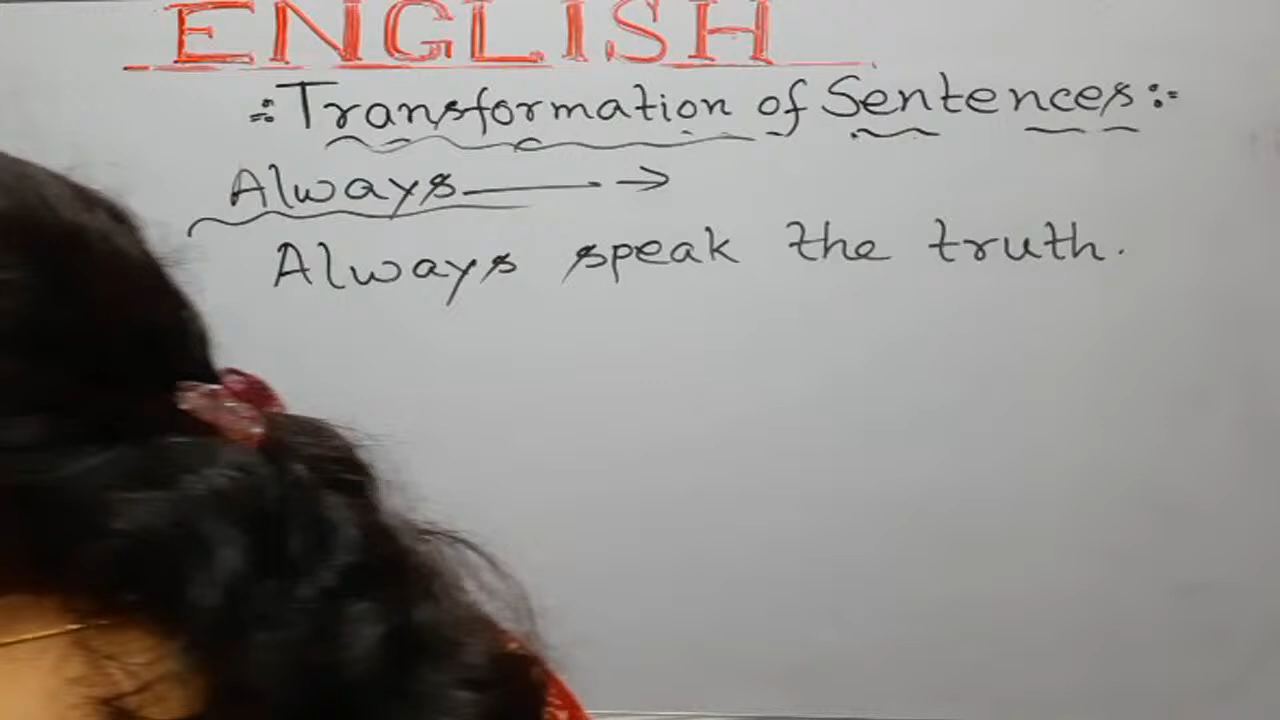 ENGLISH
:Transformation of Sentences:-
Always →
Always speak the truth.